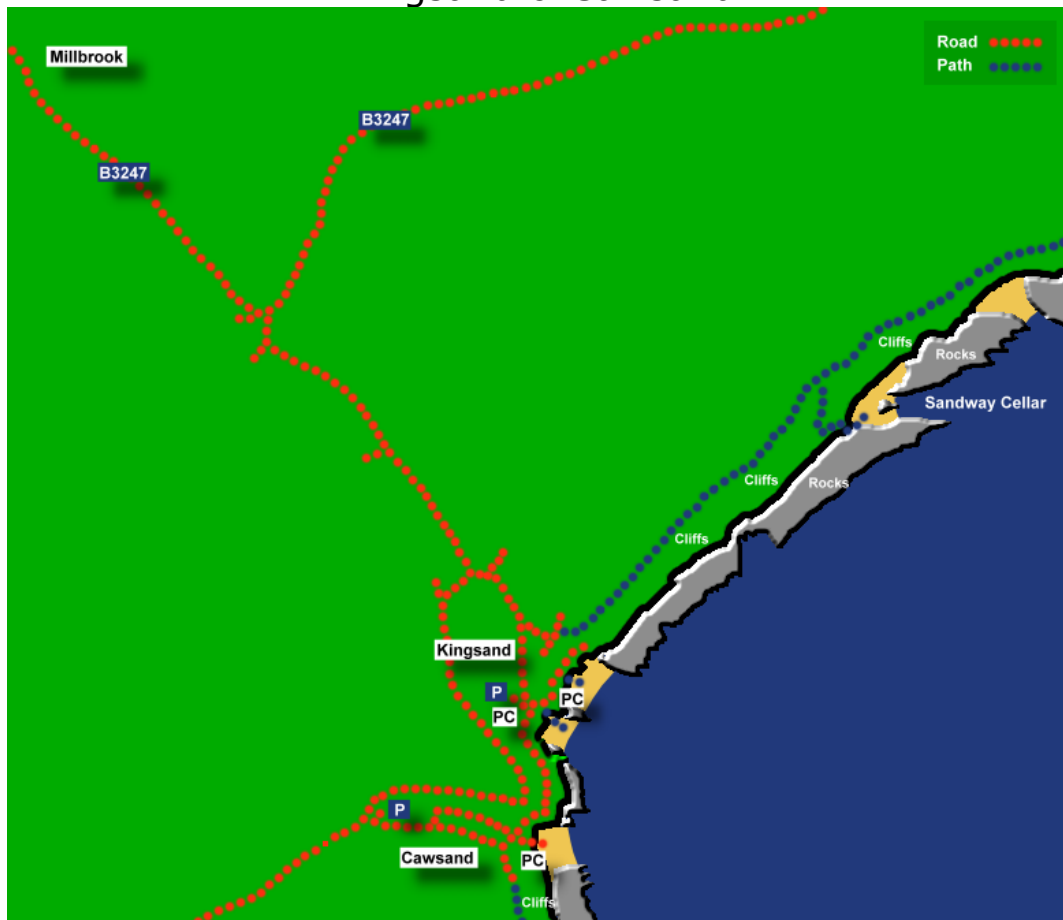 Millbrook
Road
Path
B3247
B3247
Cliffs
Rocks
Sandway Cellar
Cliffs
Rocks
Cliffs
Kingsand
P
PC
PC
P
Cawsand
PC
Cliffs